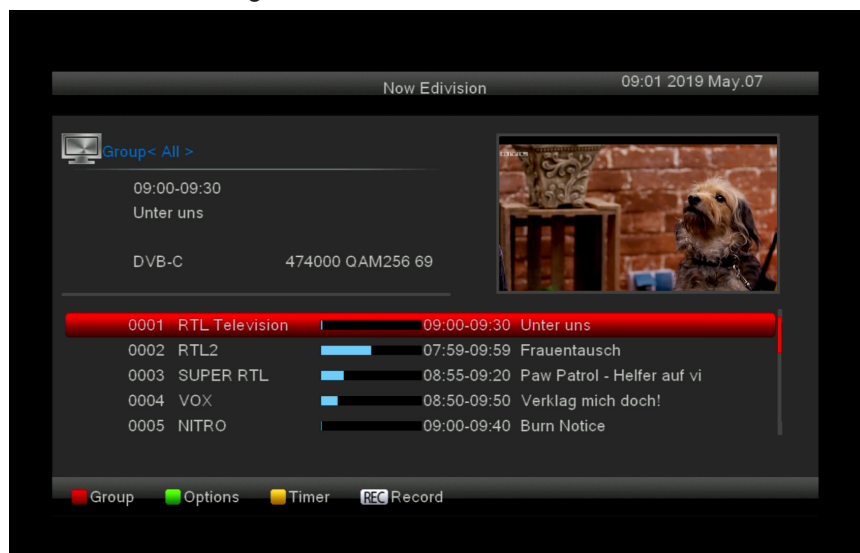 Now Edivision
09:01 2019 May.07
Group< All >
09:00-09:30
Unter uns
DVB-C 474000 QAM256 69
0001 RTL Television 09:00-09:30 Unter uns
0002 RTL2 07:59-09:59 Frauentausch
0003 SUPER RTL 08:55-09:20 Paw Patrol - Helfer auf vi
0004 VOX 08:50-09:50 Verklag mich doch!
0005 NITRO 09:00-09:40 Burn Notice
Group Options Timer REC Record